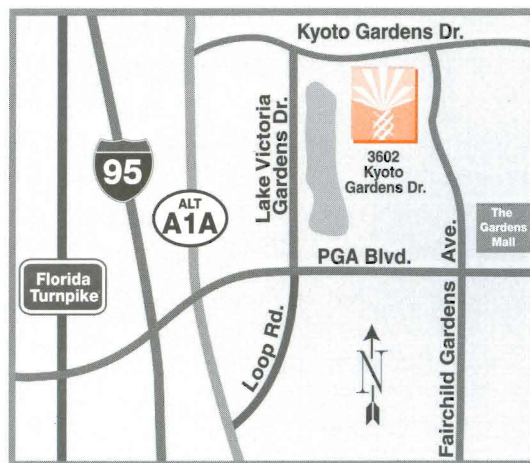 Kyoto Gardens Dr.
3602
Kyoto
Gardens Dr.
Lake Victoria
Gardens Dr.
95
ALT
A1A
The
Gardens
Mall
PGA Blvd.
Florida
Turnpike
Loop Rd.
Fairchild Gardens Ave.
N